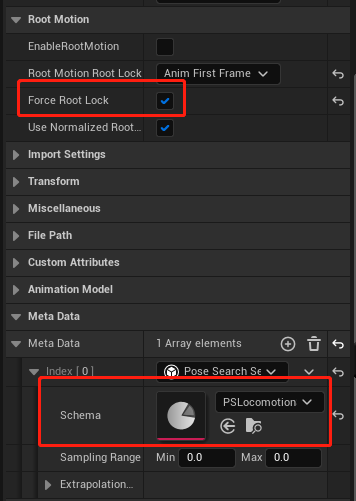 Root Motion
EnableRootMotion
Root Motion Root Lock Anim First Frame
Force Root Lock
Use Normalized Root...
Import Settings
Transform
Miscellaneous
File Path
Custom Attributes
Animation Model
Meta Data
Meta Data 1 Array elements
Index [ 0 ] Pose Search Se
Schema PSLocomotion
Sampling Range Min 0.0 Max 0.0
Extrapolation...